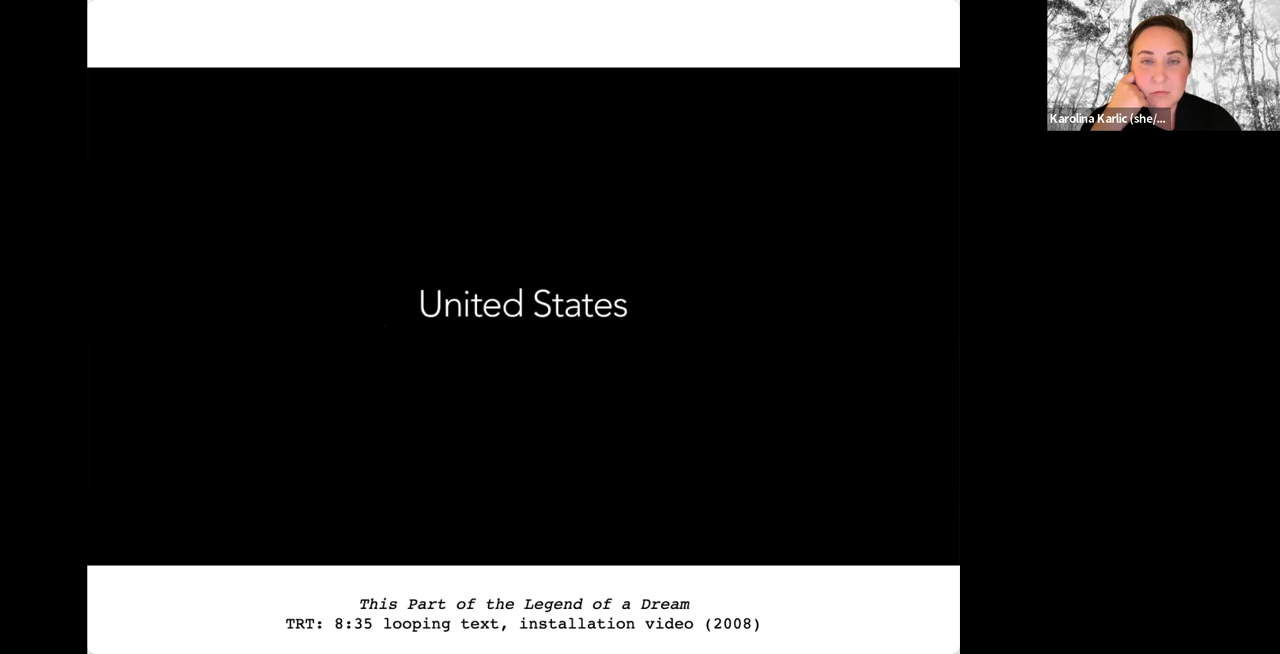 United States
This Part of the Legend of a Dream
TRT: 8:35 looping text, installation video (2008)
Karolina Karlic (she/...